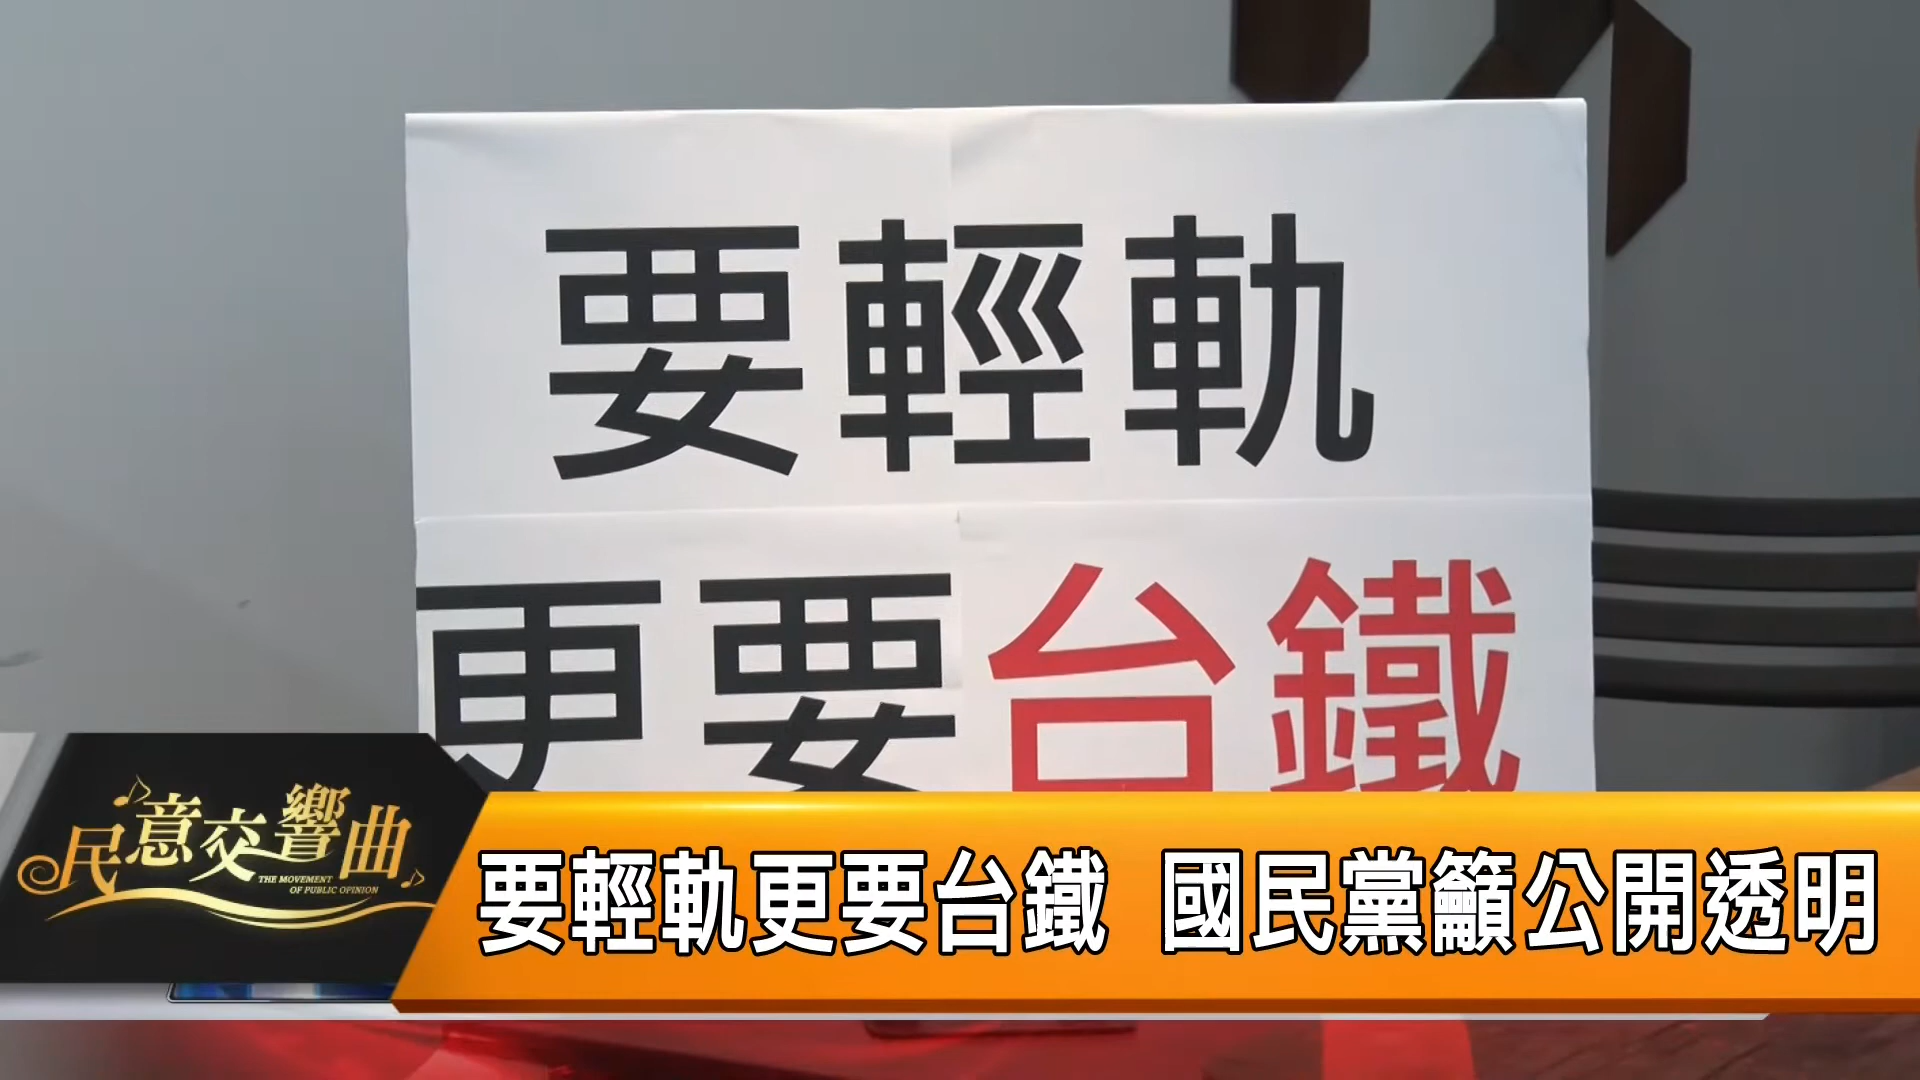 要輕軌
更要台鐵
民意交響曲
THE MOVEMENT
OF PUBLIC OPINION
要輕軌更要台鐵 國民黨籲公開透明